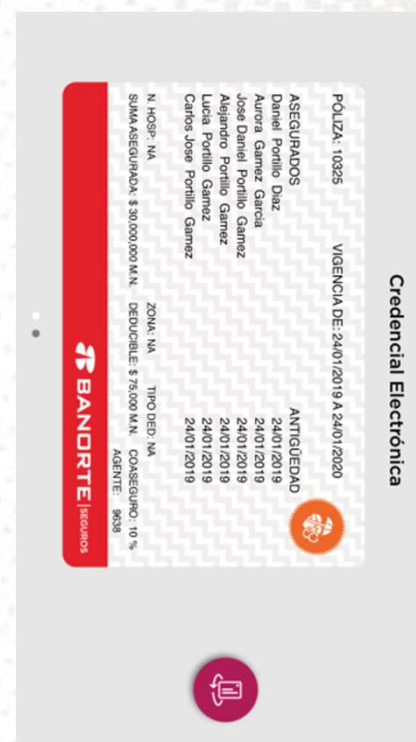 Credencial Electrónica
PÓLIZA: 10325 VIGENCIA DE: 24/01/2019 A 24/01/2020
ASEGURADOS ANTIGÜEDAD
Daniel Portillo Diaz 24/01/2019
Aurora Gamez Garcia 24/01/2019
Jose Daniel Portillo Gamez 24/01/2019
Alejandro Portillo Gamez 24/01/2019
Lucia Portillo Gamez 24/01/2019
Carlos Jose Portillo Gamez 24/01/2019
N. HOSP: NA ZONA: NA TIPO DED: NA
SUMA ASEGURADA: $ 30,000,000 M.N. DEDUCIBLE: $ 75,000 M.N. COASEGURO: 10 %
AGENTE: 9638
BANORTE SEGUROS